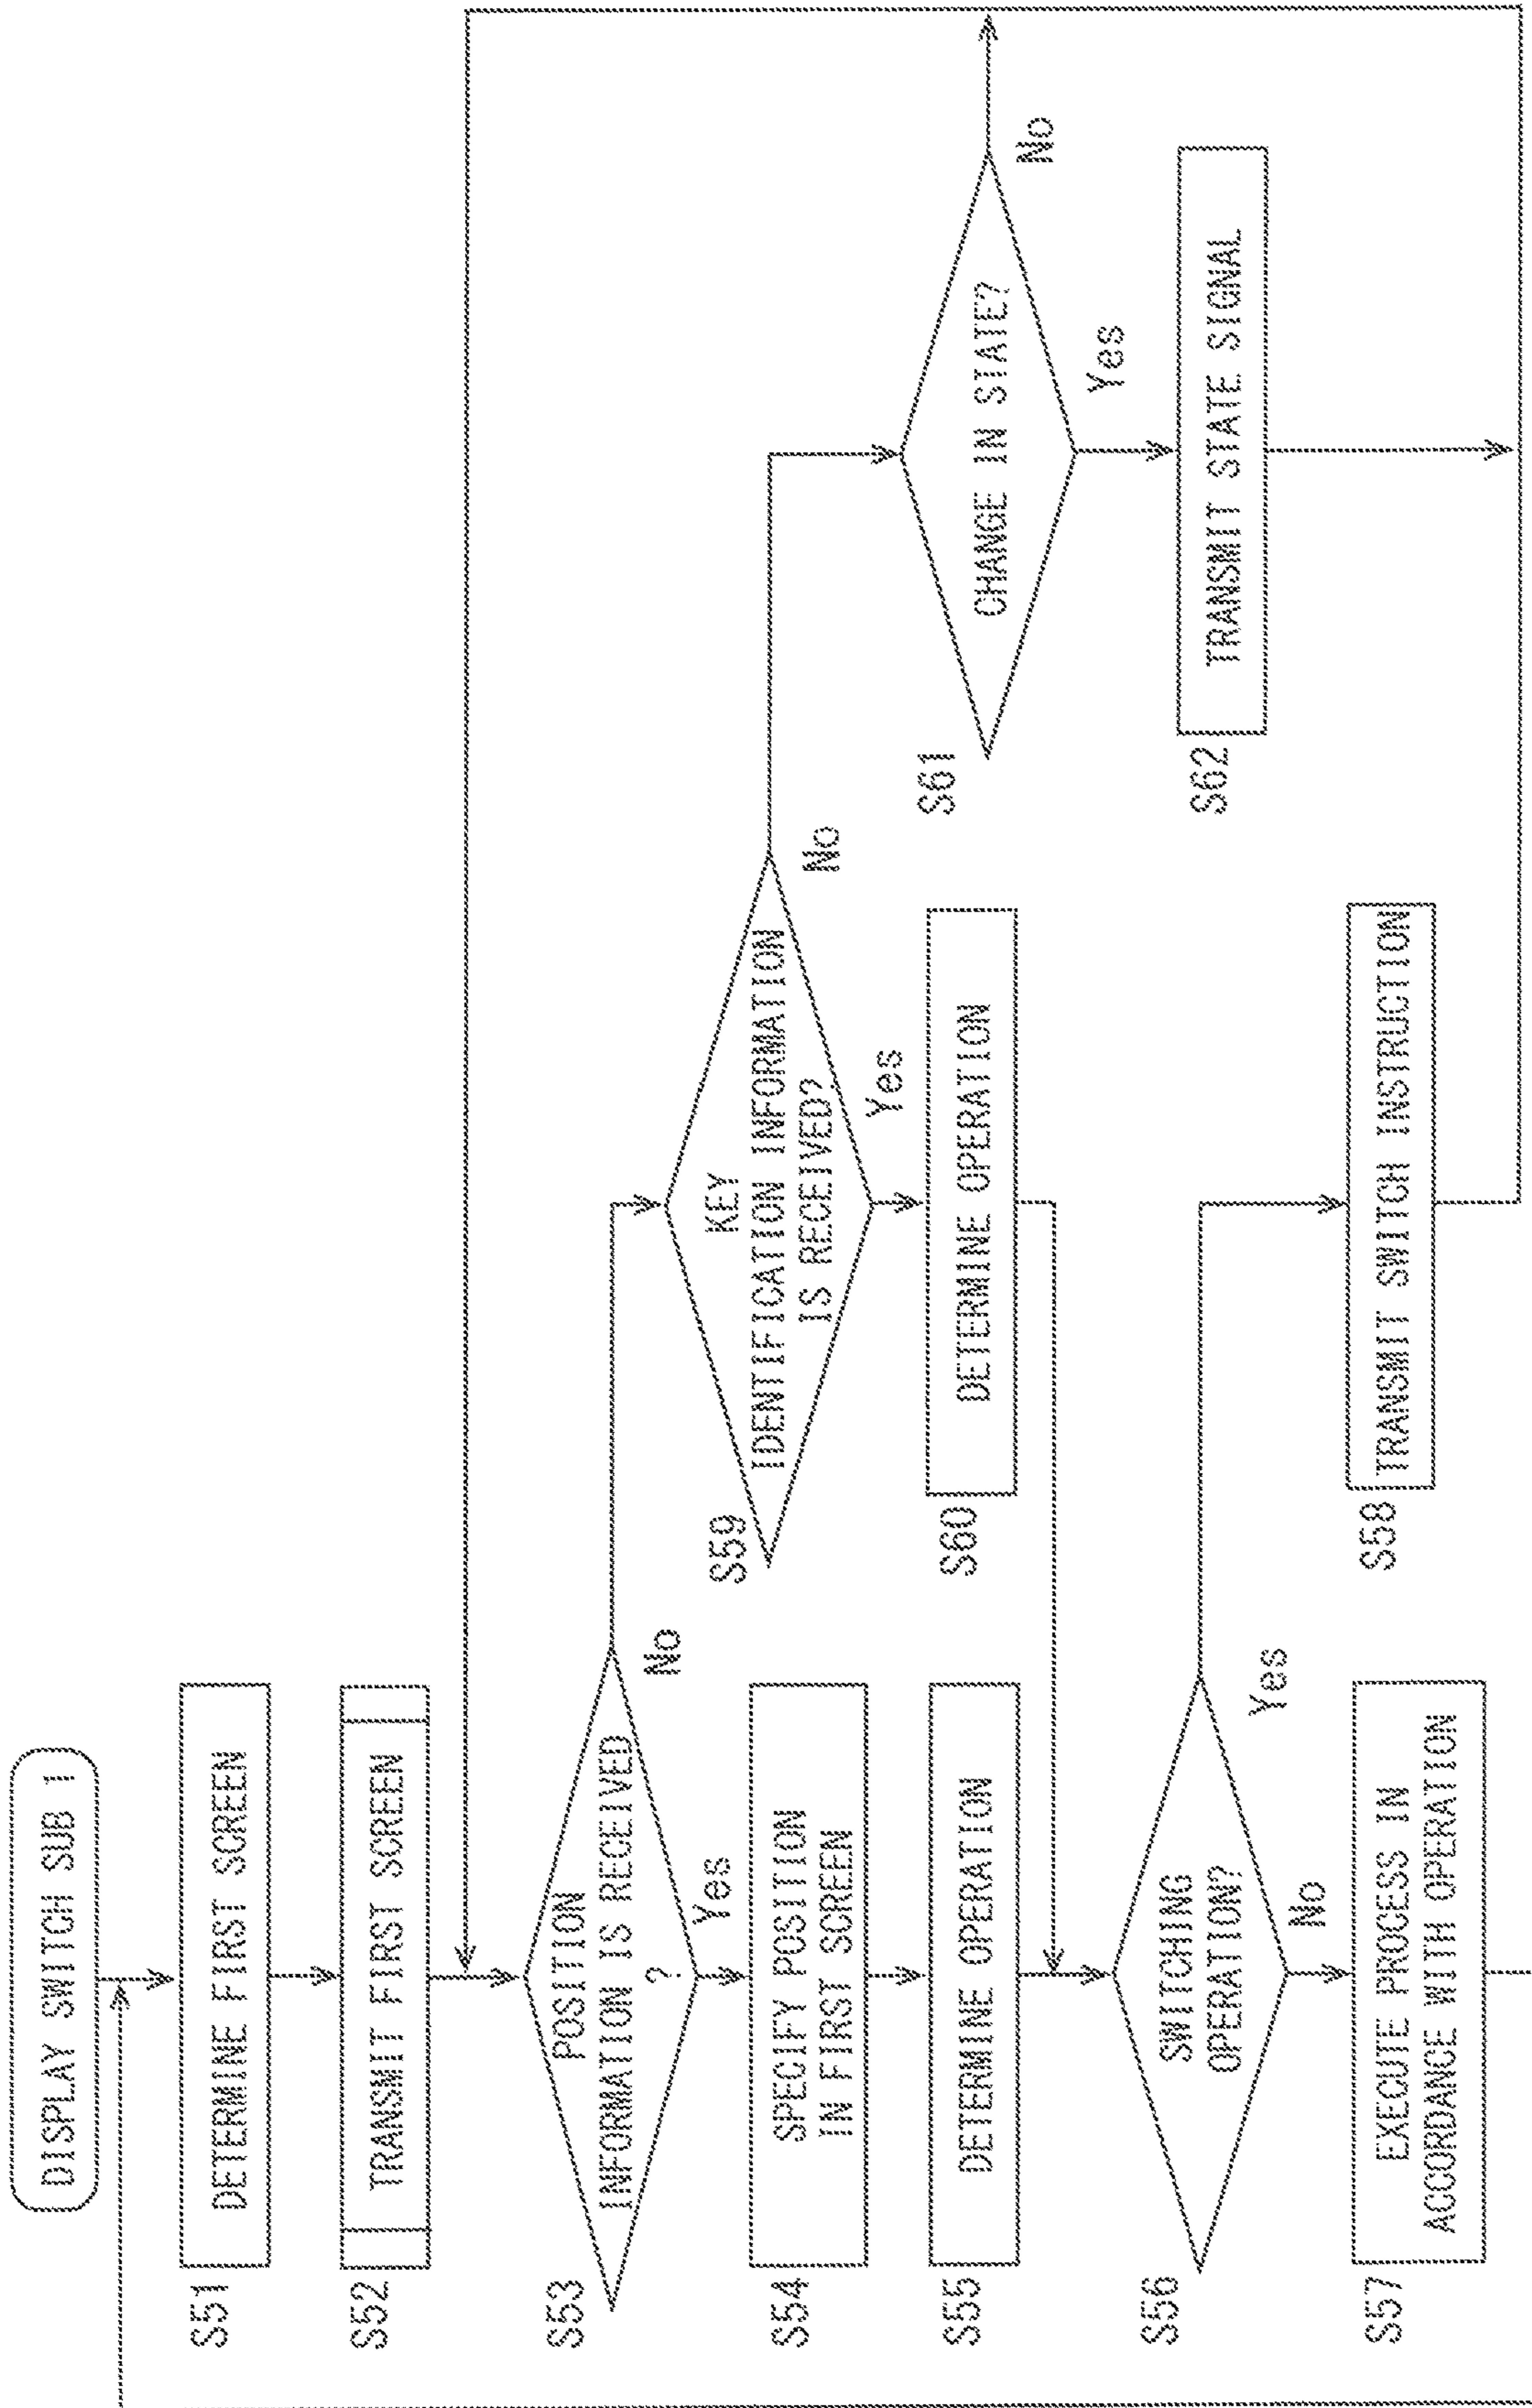 DISPLAY SWITCH SUB 1
S51
DETERMINE FIRST SCREEN
S52
TRANSMIT FIRST SCREEN
S53
POSITION
INFORMATION IS RECEIVED
?
No
Yes
S54
SPECIFY POSITION
IN FIRST SCREEN
S55
DETERMINE OPERATION
S56
SWITCHING
OPERATION?
Yes
No
S57
EXECUTE PROCESS IN
ACCORDANCE WITH OPERATION
S58
TRANSMIT SWITCH INSTRUCTION
S59
KEY
IDENTIFICATION INFORMATION
IS RECEIVED?
No
Yes
S60
DETERMINE OPERATION
S61
CHANGE IN STATE?
No
Yes
S62
TRANSMIT STATE SIGNAL